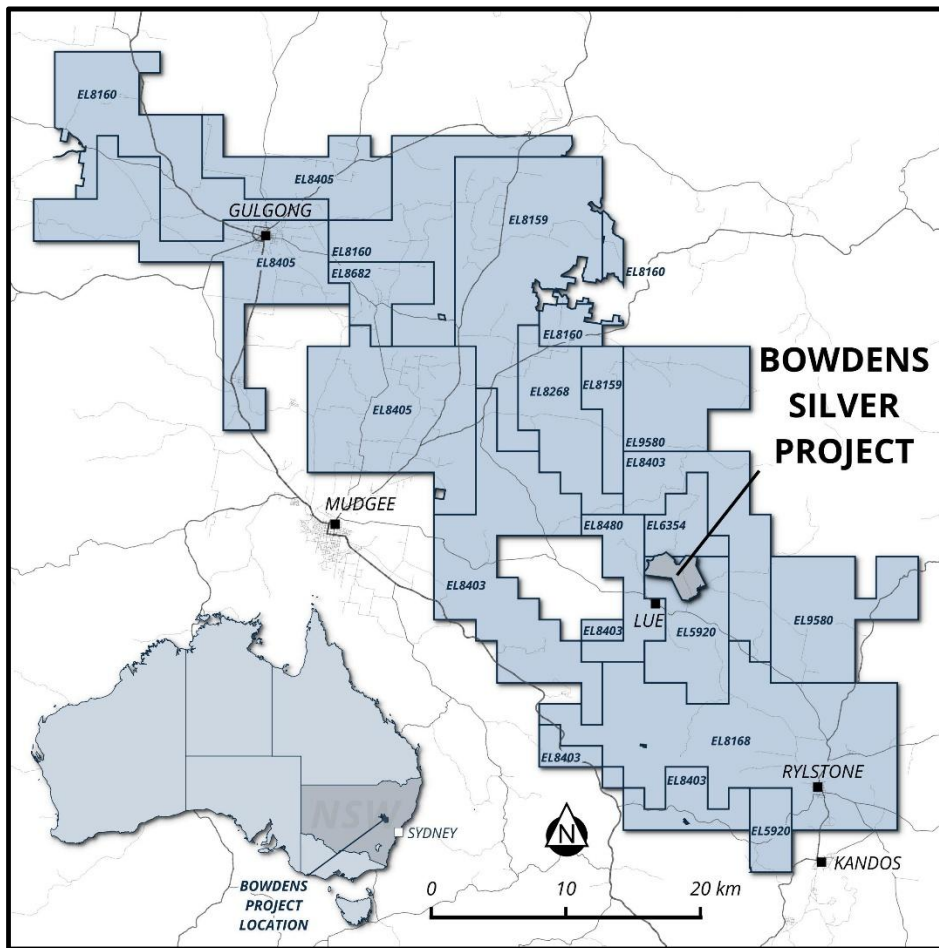 EL8160
EL8405
GULGONG
EL8159
EL8405
EL8160
EL8160
EL8682
EL8160
BOWDENS
SILVER
PROJECT
EL8405
EL8268
EL8159
EL9580
EL8403
MUDGEE
EL8480
EL6354
EL8403
LUE
EL8403
EL5920
EL9580
EL8168
EL8403
EL8403
RYLSTONE
EL5920
KANDOS
NSW
SYDNEY
BOWDENS
PROJECT
LOCATION
N
0 10 20 km